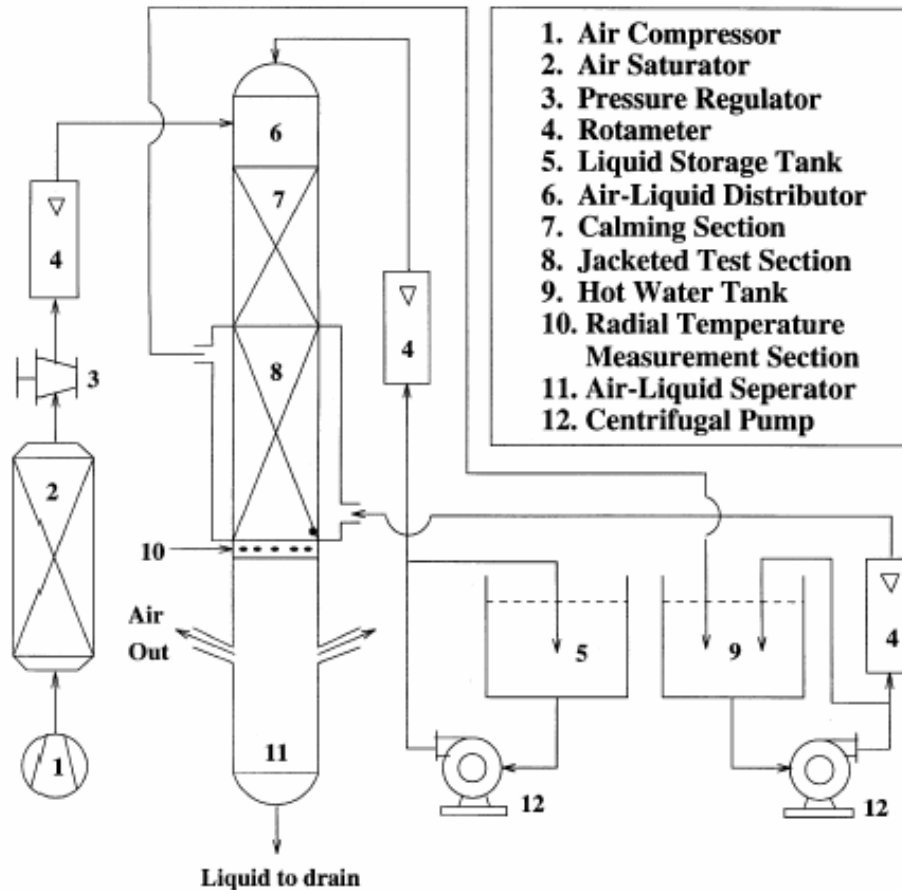 1. Air Compressor
2. Air Saturator
3. Pressure Regulator
4. Rotameter
5. Liquid Storage Tank
6. Air-Liquid Distributor
7. Calming Section
8. Jacketed Test Section
9. Hot Water Tank
10. Radial Temperature
Measurement Section
11. Air-Liquid Seperator
12. Centrifugal Pump
6
7
4
4
3
8
2
10
Air
Out
5
9
4
11
1
12
12
Liquid to drain